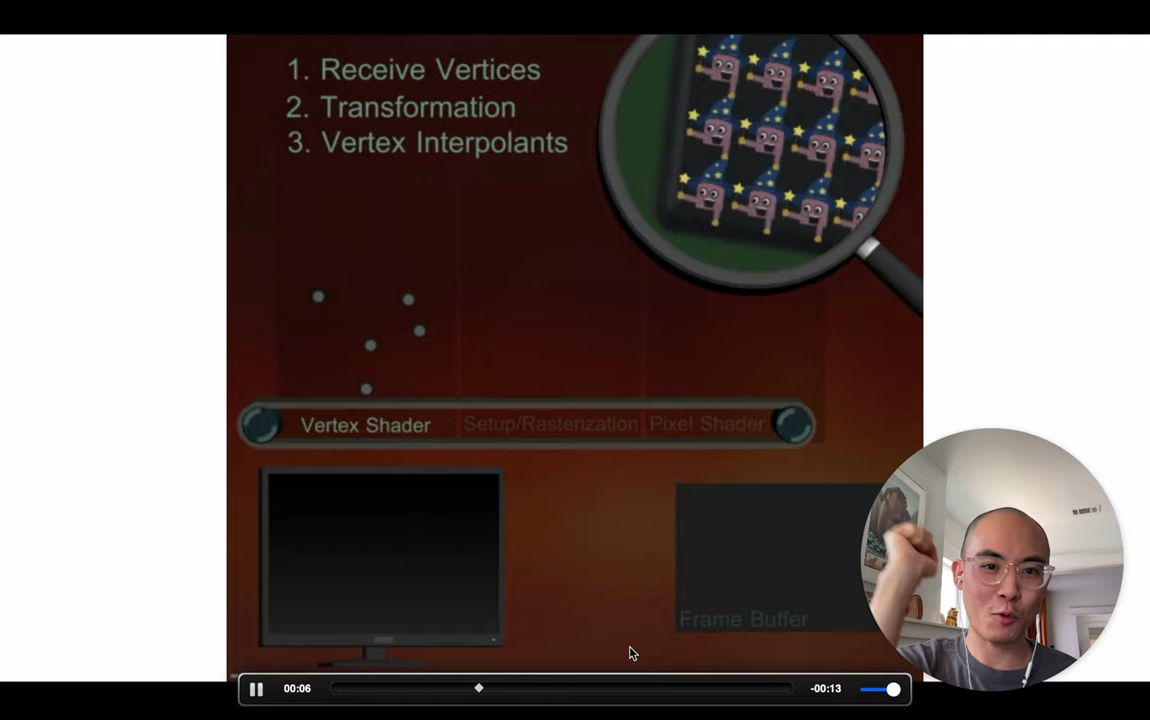 1. Receive Vertices
2. Transformation
3. Vertex Interpolants
Vertex Shader
Setup/Rasterization
Pixel Shader
Frame Buffer
00:06
-00:13